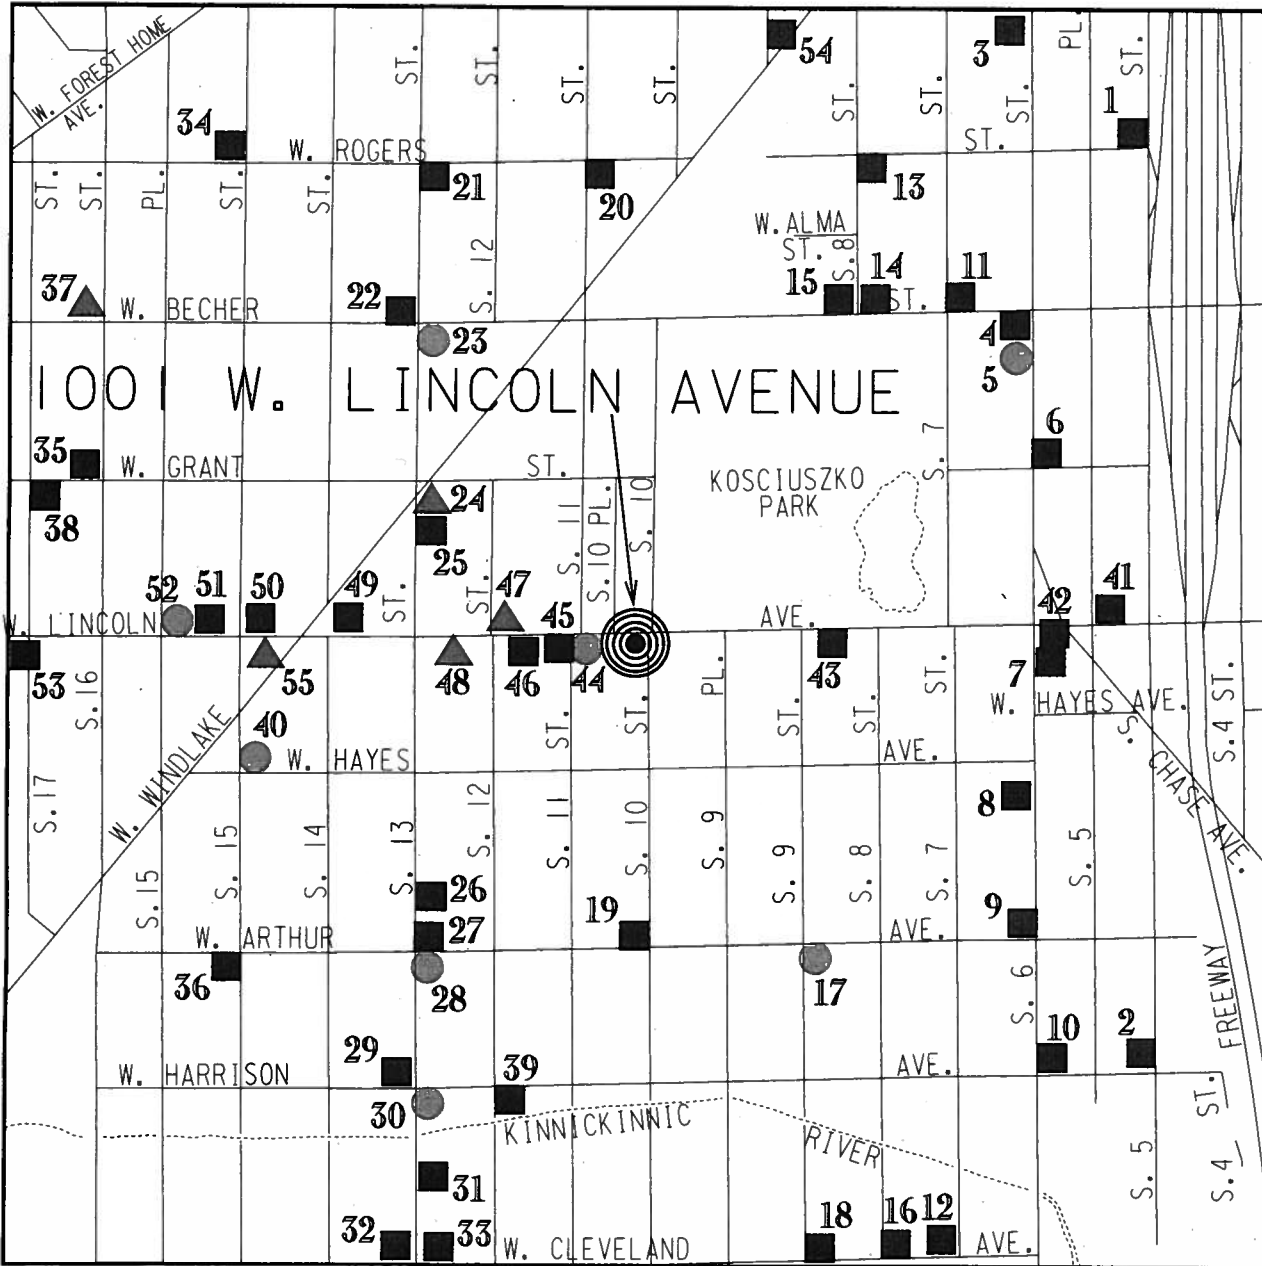 W. FOREST HOME
AVE.
ST.
ST.
ST.
ST.
54
3
PL.
ST.
ST.
ST.
ST.
1
34
W. ROGERS
ST.
ST.
ST.
PL.
ST.
ST.
21
20
13
W. ALMA
ST.
S. 8
S. 12
37
W. BECHER
22
15
14
11
ST.
23
4
5
1001 W. LINCOLN AVENUE
35
W. GRANT
ST.
S. 7
6
KOSCIUSZKO
PARK
38
24
25
S. 11
S. 10 PL.
S. 10
52
51
50
49
ST.
ST.
47
45
41
42
W. LINCOLN
AVE.
53
S. 16
55
48
46
44
43
7
W. HAYES AVE.
ST.
ST.
PL.
ST.
ST.
ST.
S. 4 ST.
40
W. HAYES
AVE.
S. CHASE AVE.
W. WINDLAKE
S. 17
8
S. 15
S. 15
S. 14
S. 13
S. 12
S. 11
S. 10
S. 9
S. 9
S. 8
S. 7
S. 5
26
27
19
9
W. ARTHUR
AVE.
36
28
17
S. 6
FREEWAY
29
39
10
2
W. HARRISON
AVE.
30
KINNICKINNIC
RIVER
ST.
31
S. 5
S. 4
32
33
W. CLEVELAND
18
16
12
AVE.